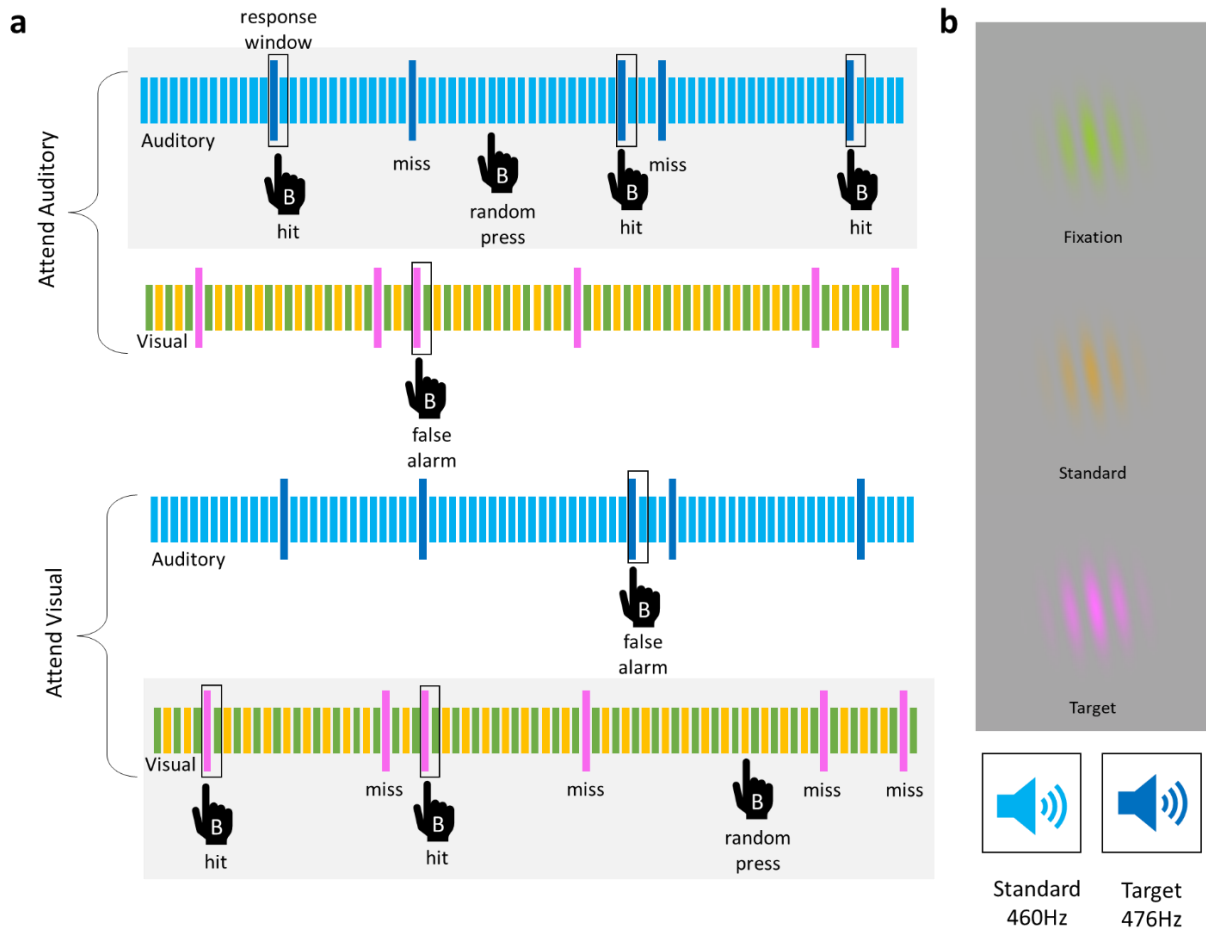 a
response
window
Attend Auditory
Auditory
miss
miss
B
B
B
B
hit
random
press
hit
hit
Visual
B
false
alarm
Attend Visual
Auditory
B
false
alarm
Visual
miss
miss
miss
miss
B
B
B
hit
hit
random
press
b
Fixation
Standard
Target
Standard
460Hz
Target
476Hz